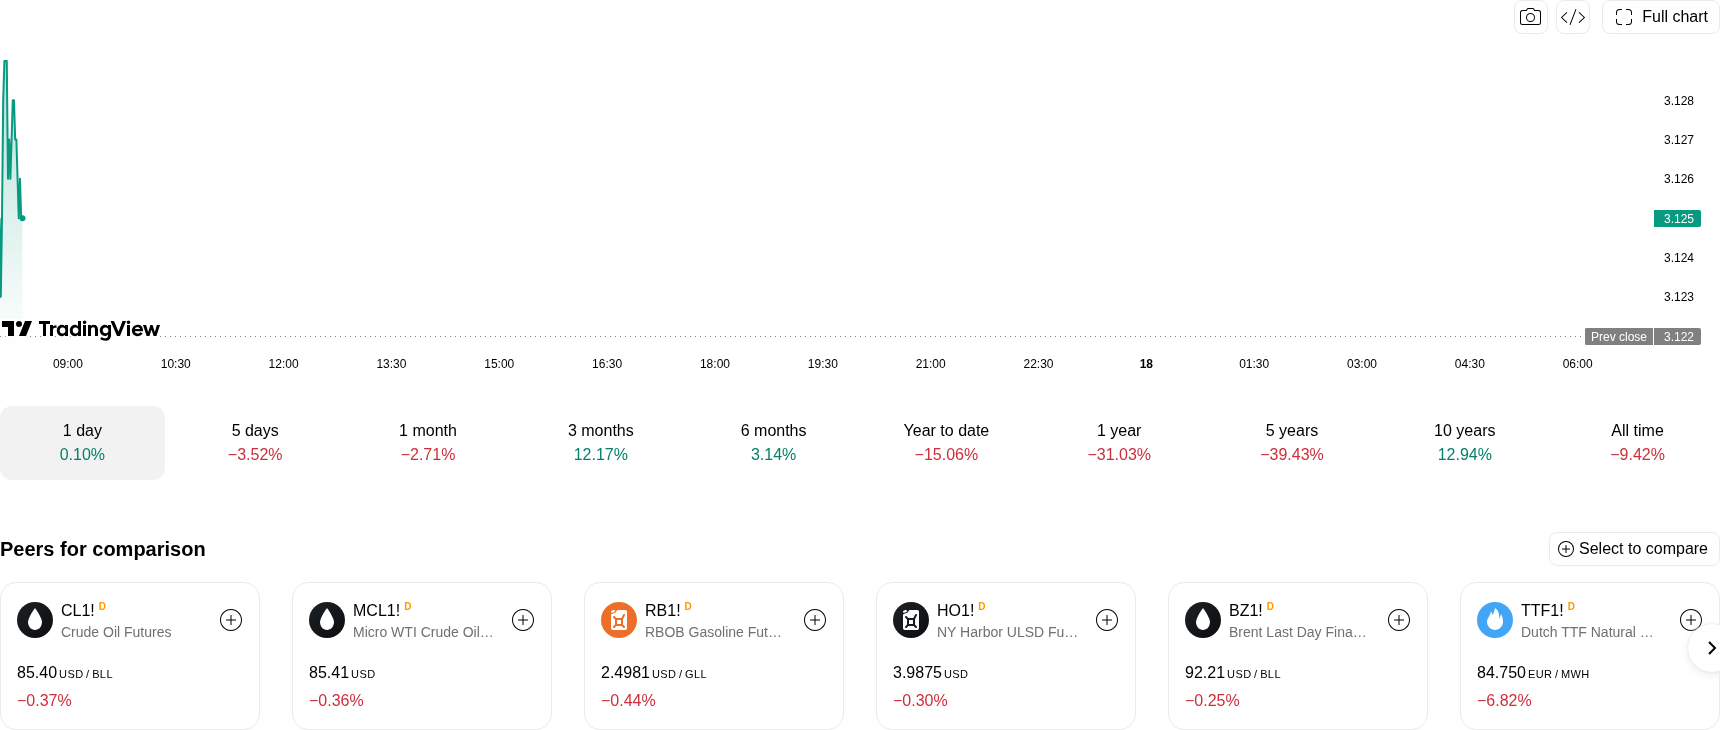 Full chart
3.128
3.127
3.126
3.125
3.124
3.123
TradingView
Prev close 3.122
09:00 10:30 12:00 13:30 15:00 16:30 18:00 19:30 21:00 22:30 18 01:30 03:00 04:30 06:00
1 day 5 days 1 month 3 months 6 months Year to date 1 year 5 years 10 years All time
0.10% −3.52% −2.71% 12.17% 3.14% −15.06% −31.03% −39.43% 12.94% −9.42%
Peers for comparison
Select to compare
CL1! D
Crude Oil Futures
85.40 USD / BLL
−0.37%
MCL1! D
Micro WTI Crude Oil…
85.41 USD
−0.36%
RB1! D
RBOB Gasoline Fut…
2.4981 USD / GLL
−0.44%
HO1! D
NY Harbor ULSD Fu…
3.9875 USD
−0.30%
BZ1! D
Brent Last Day Fina…
92.21 USD / BLL
−0.25%
TTF1! D
Dutch TTF Natural …
84.750 EUR / MWH
−6.82%